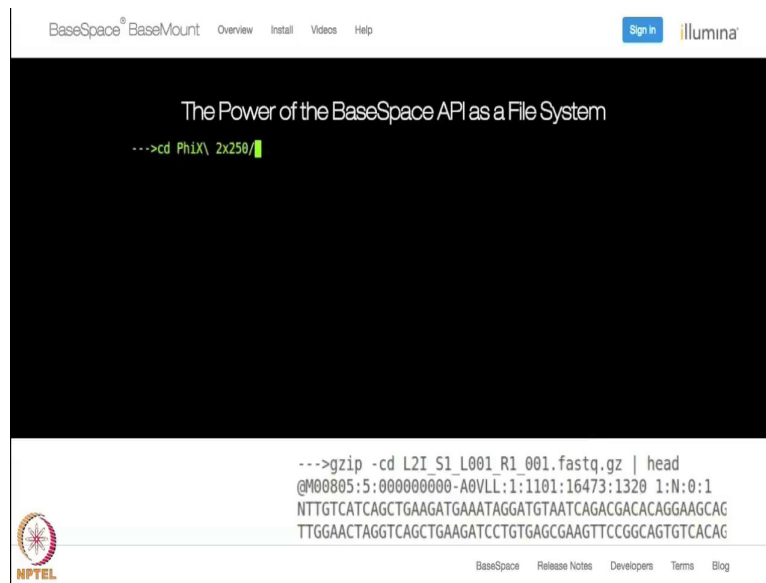 BaseSpace® BaseMount Overview Install Videos Help Sign In illumina®
The Power of the BaseSpace API as a File System
--->cd PhiX\ 2x250/
--->gzip -cd L2I_S1_L001_R1_001.fastq.gz | head
@M00805:5:000000000-A0VLL:1:1101:16473:1320 1:N:0:1
NTTGTCATCAGCTGAAGATGAAATAGGATGTAATCAGACGACACAGGAAGCAG
TTGGAACTAGGTCAGCTGAAGATCCTGTGAGCGAAGTTCCGGCAGTGTCACAG
NPTEL
BaseSpace Release Notes Developers Terms Blog